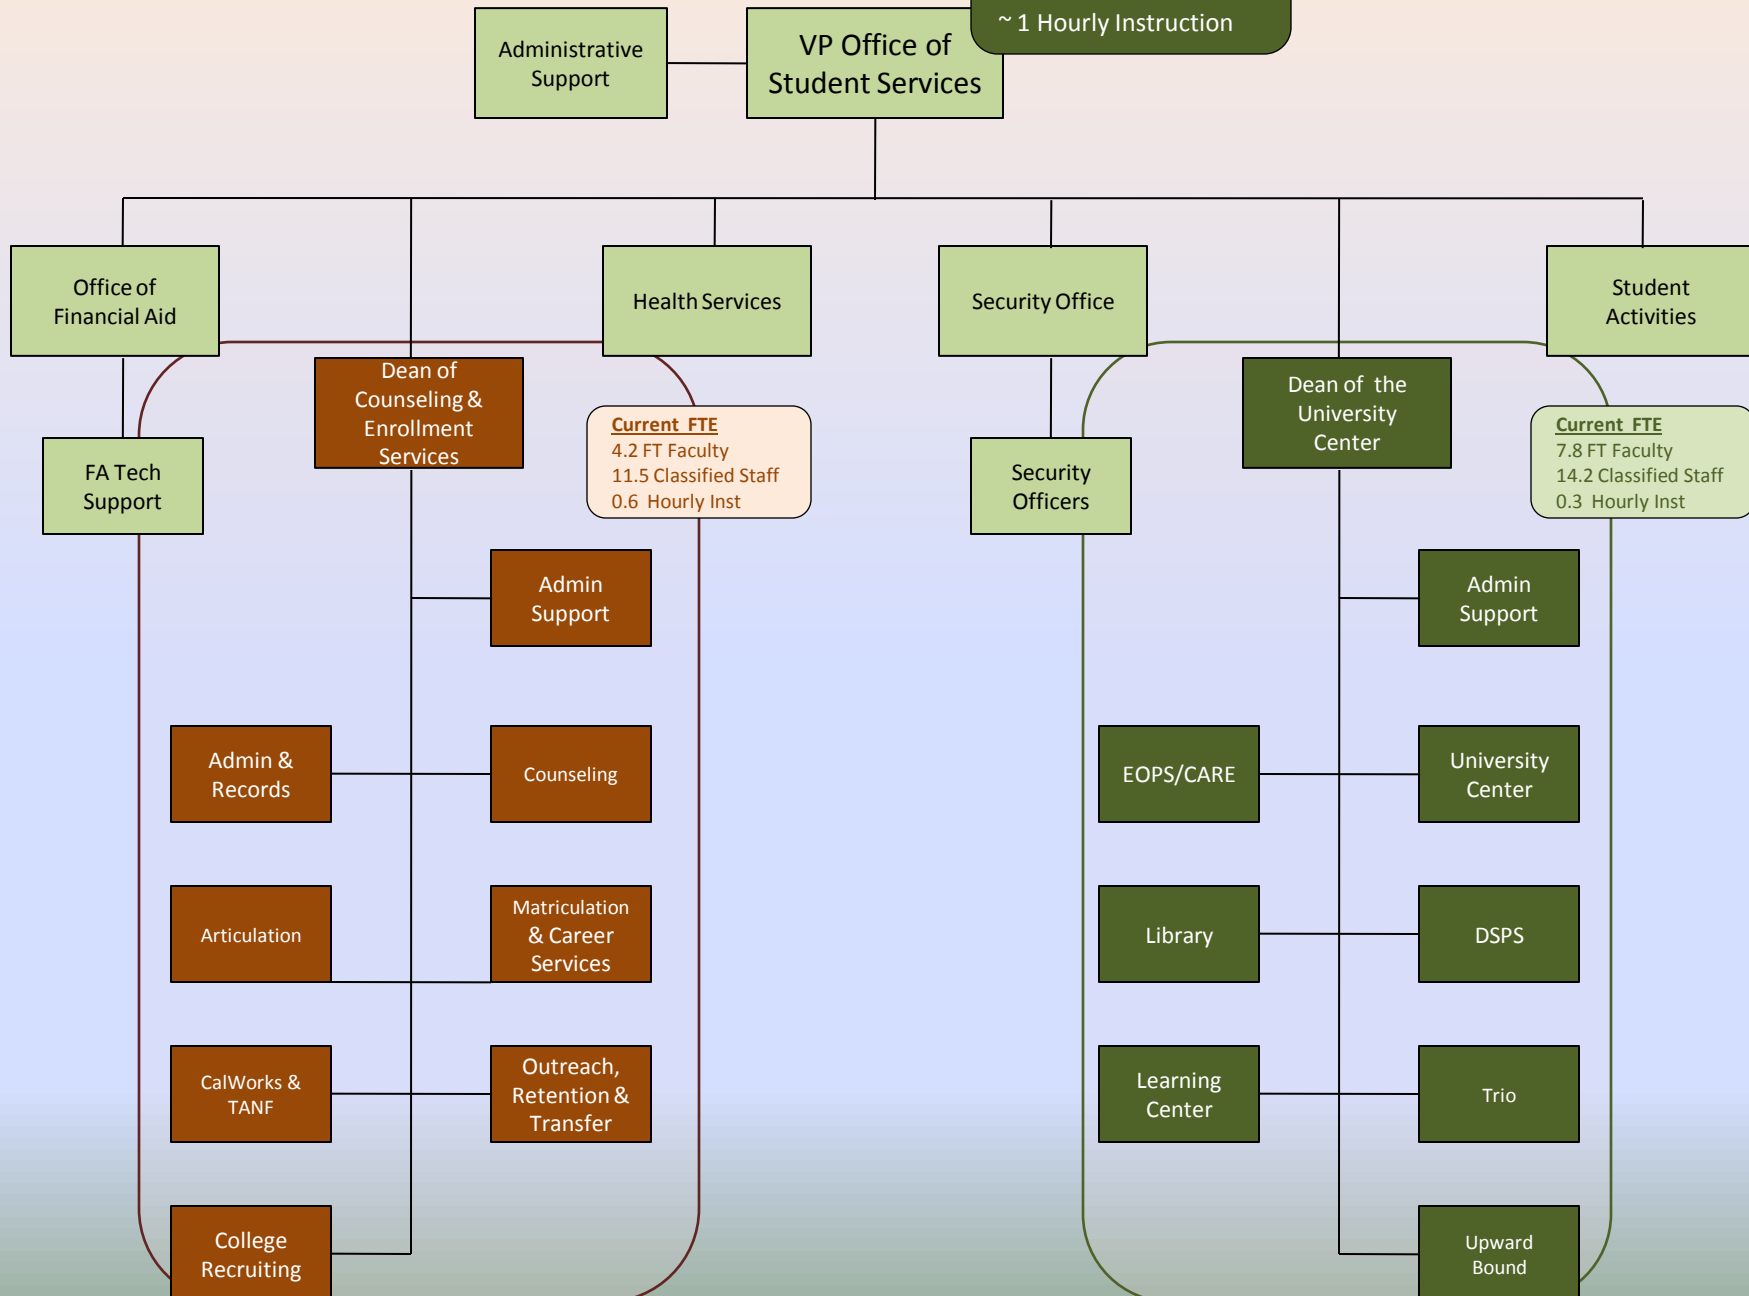 ~ 1 Hourly Instruction
Administrative
Support
VP Office of
Student Services
Office of
Financial Aid
Health Services
Security Office
Student
Activities
Dean of
Counseling &
Enrollment
Services
Dean of  the
University
Center
Current  FTE
4.2 FT Faculty
11.5 Classified Staff
0.6  Hourly Inst
Current  FTE
7.8 FT Faculty
14.2 Classified Staff
0.3  Hourly Inst
FA Tech
Support
Security
Officers
Admin
Support
Admin
Support
Admin &
Records
Counseling
EOPS/CARE
University
Center
Articulation
Matriculation
& Career
Services
Library
DSPS
CalWorks &
TANF
Outreach,
Retention &
Transfer
Learning
Center
Trio
College
Recruiting
Upward
Bound